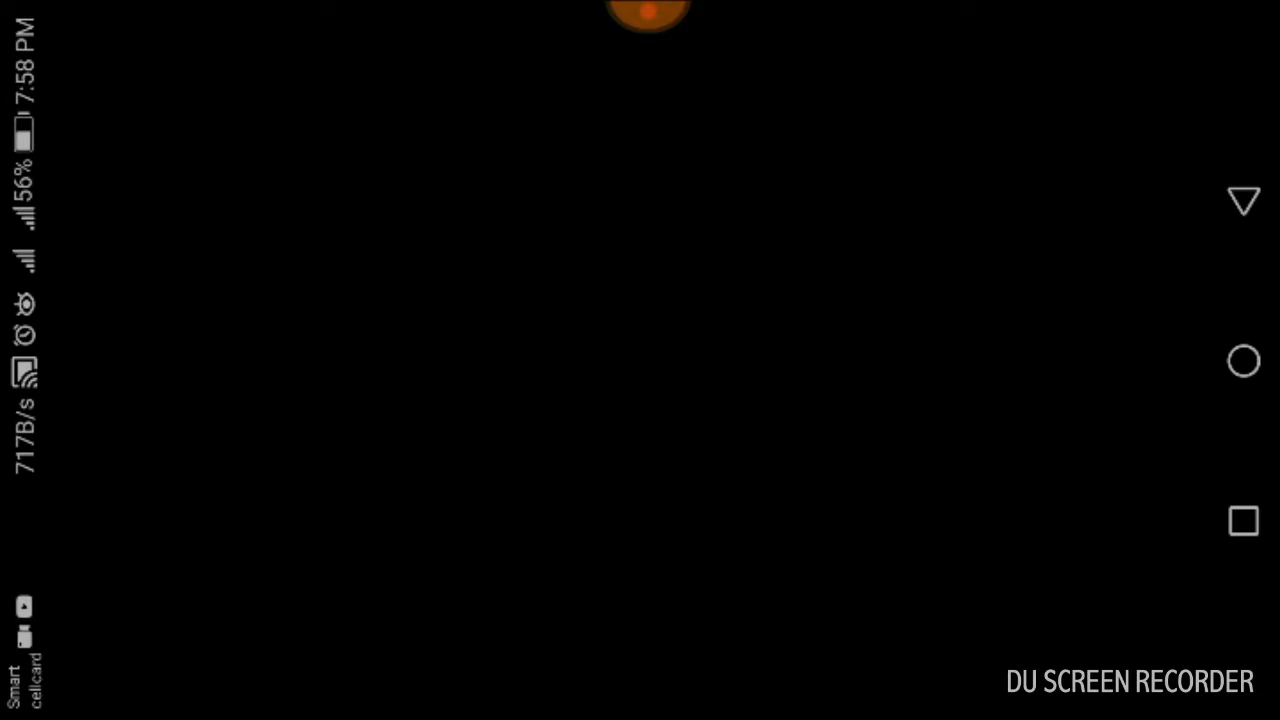 Smart
cellcard
717B/s
56%
7:58 PM
DU SCREEN RECORDER